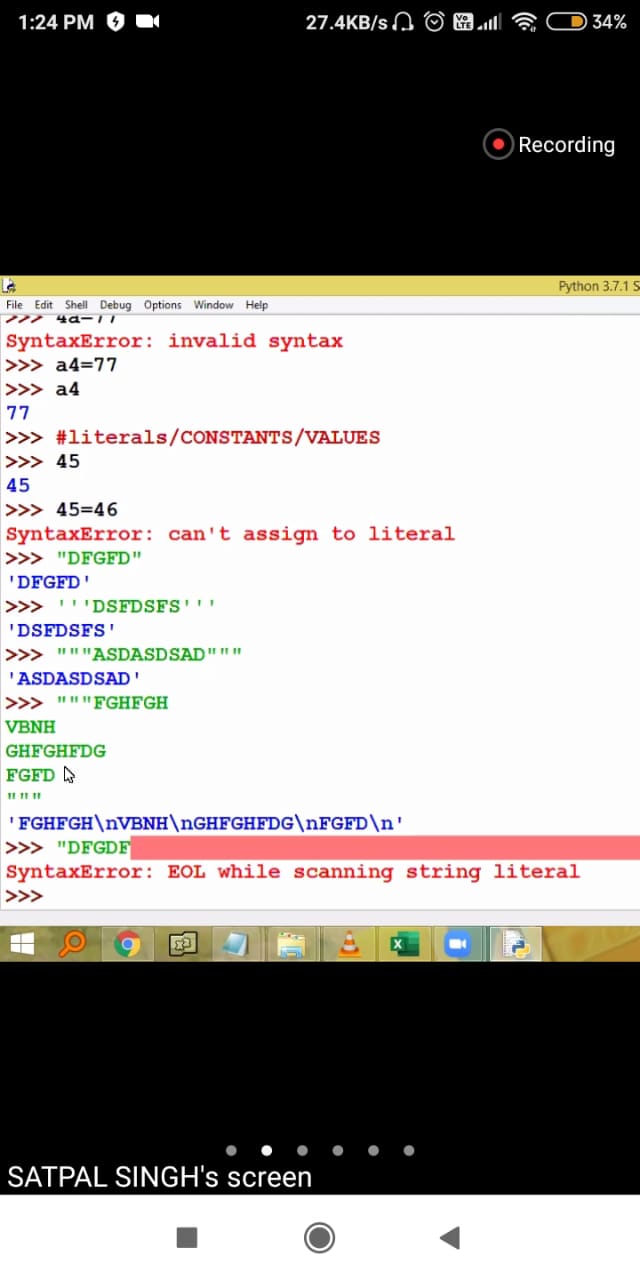 1:24 PM 27.4KB/s Vo LTE 34%
Recording
Python 3.7.1 S
File Edit Shell Debug Options Window Help
>>> 4a=77
SyntaxError: invalid syntax
>>> a4=77
>>> a4
77
>>> #literals/CONSTANTS/VALUES
>>> 45
45
>>> 45=46
SyntaxError: can't assign to literal
>>> "DFGFD"
'DFGFD'
>>> '''DSFDSFS'''
'DSFDSFS'
>>> """ASDASDSAD"""
'ASDASDSAD'
>>> """FGHFGH
VBNH
GHFGHFDG
FGFD
"""
'FGHFGH\nVBNH\nGHFGHFDG\nFGFD\n'
>>> "DFGDF
SyntaxError: EOL while scanning string literal
>>>
SATPAL SINGH's screen